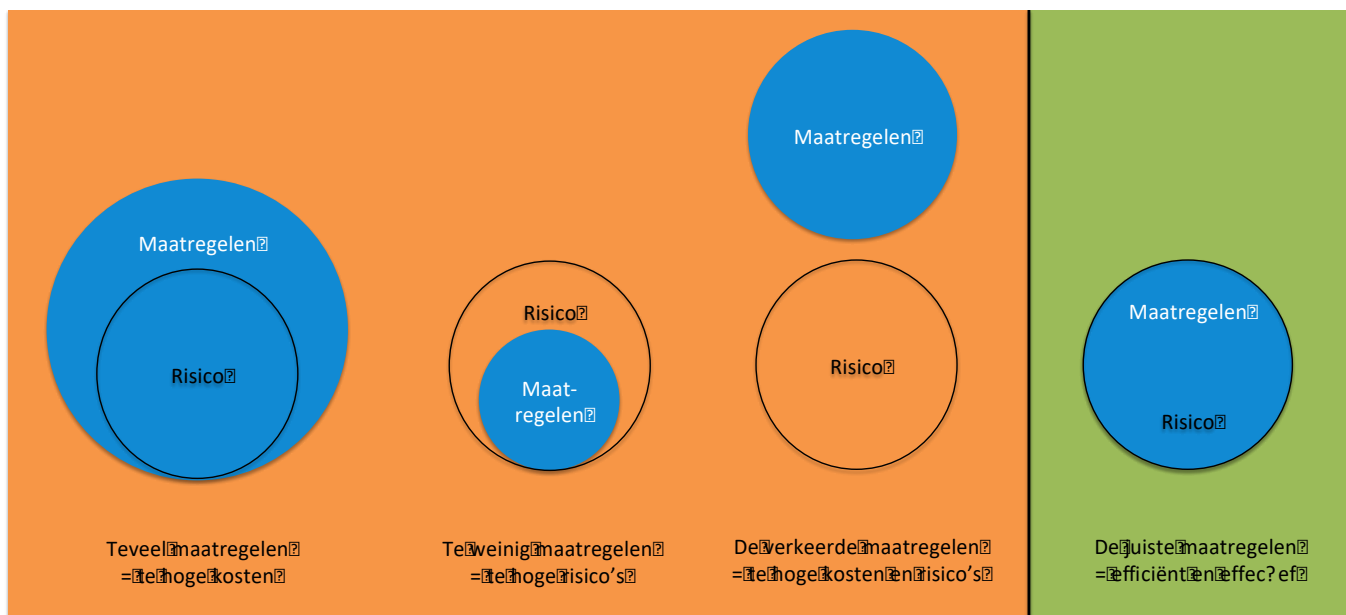 Maatregelen
Maatregelen
Risico
Maatregelen
Risico
Maat-
regelen
Risico
Risico
Teveel maatregelen
= te hoge kosten
Te weinig maatregelen
= te hoge risico's
De verkeerde maatregelen
= te hoge kosten en risico's
De juiste maatregelen
= efficiënt en effec?ef